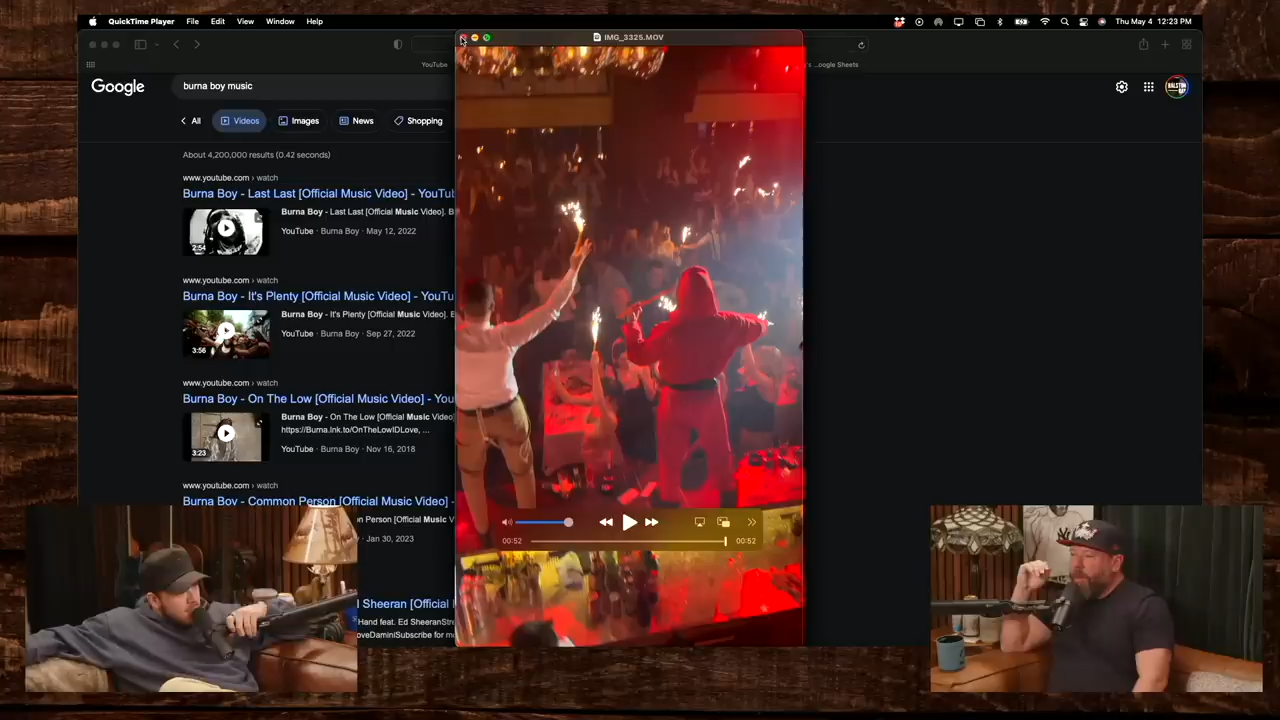 QuickTime Player File Edit View Window Help Thu May 4 12:23 PM
IMG_3325.MOV
YouTube
Google Sheets
Google burna boy music
All Videos Images News Shopping
About 4,200,000 results (0.42 seconds)
www.youtube.com › watch
Burna Boy - Last Last [Official Music Video] - YouTub
Burna Boy - Last Last [Official Music Video]. B
YouTube · Burna Boy · May 12, 2022
2:54
www.youtube.com › watch
Burna Boy - It's Plenty [Official Music Video] - YouTu
Burna Boy - It's Plenty [Official Music Video].
YouTube · Burna Boy · Sep 27, 2022
3:56
www.youtube.com › watch
Burna Boy - On The Low [Official Music Video] - You
Burna Boy - On The Low [Official Music Video]
https://Burna.lnk.to/OnTheLowIDLove, ...
YouTube · Burna Boy · Nov 16, 2018
3:23
www.youtube.com › watch
Burna Boy - Common Person [Official Music Video] -
n Person [Official Music V
Jan 30, 2023
00:52 00:52
l Sheeran [Official
Hand feat. Ed SheeranStr
oveDaminiSubscribe for m